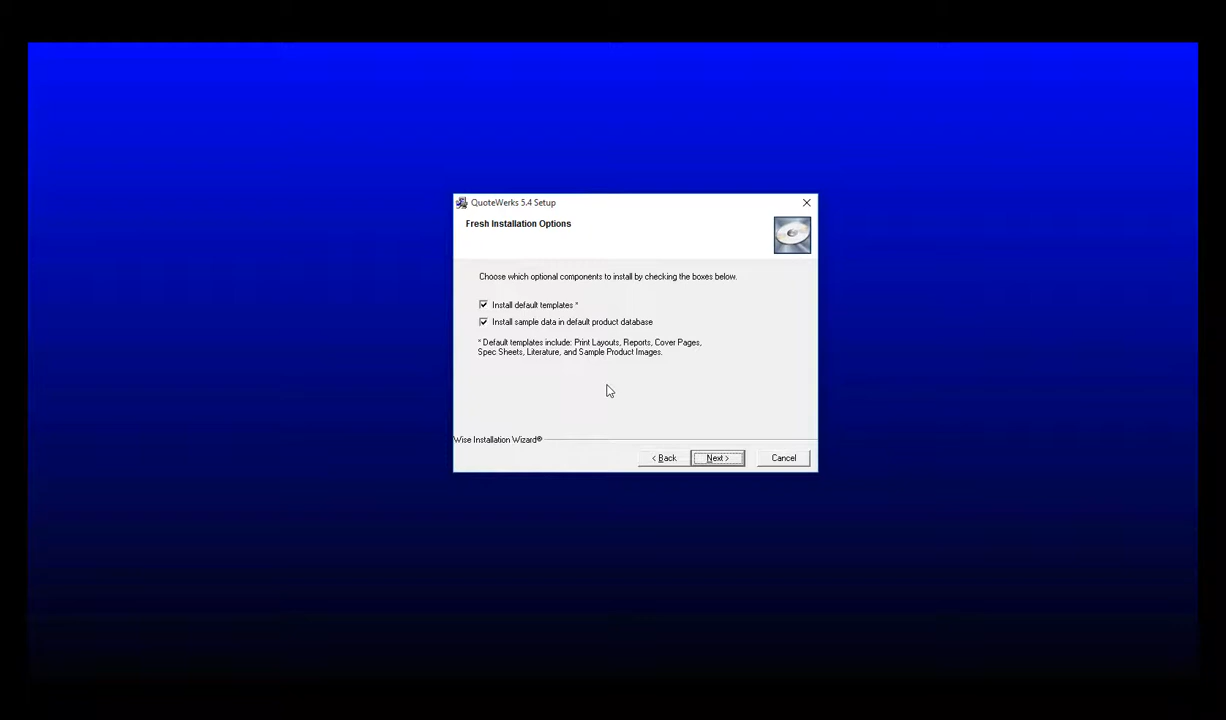 QuoteWerks 5.4 Setup
Fresh Installation Options
Choose which optional components to install by checking the boxes below.
Install default templates *
Install sample data in default product database
* Default templates include: Print Layouts, Reports, Cover Pages,
Spec Sheets, Literature, and Sample Product Images.
Wise Installation Wizard®
< Back
Next >
Cancel